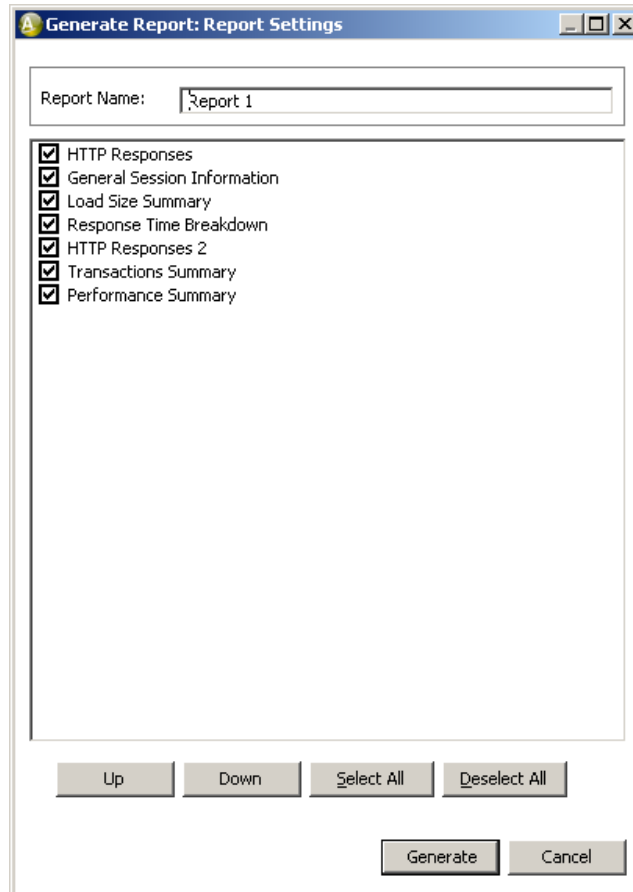 Generate Report: Report Settings
Report Name: Report 1
HTTP Responses
General Session Information
Load Size Summary
Response Time Breakdown
HTTP Responses 2
Transactions Summary
Performance Summary
Up Down Select All Deselect All
Generate Cancel